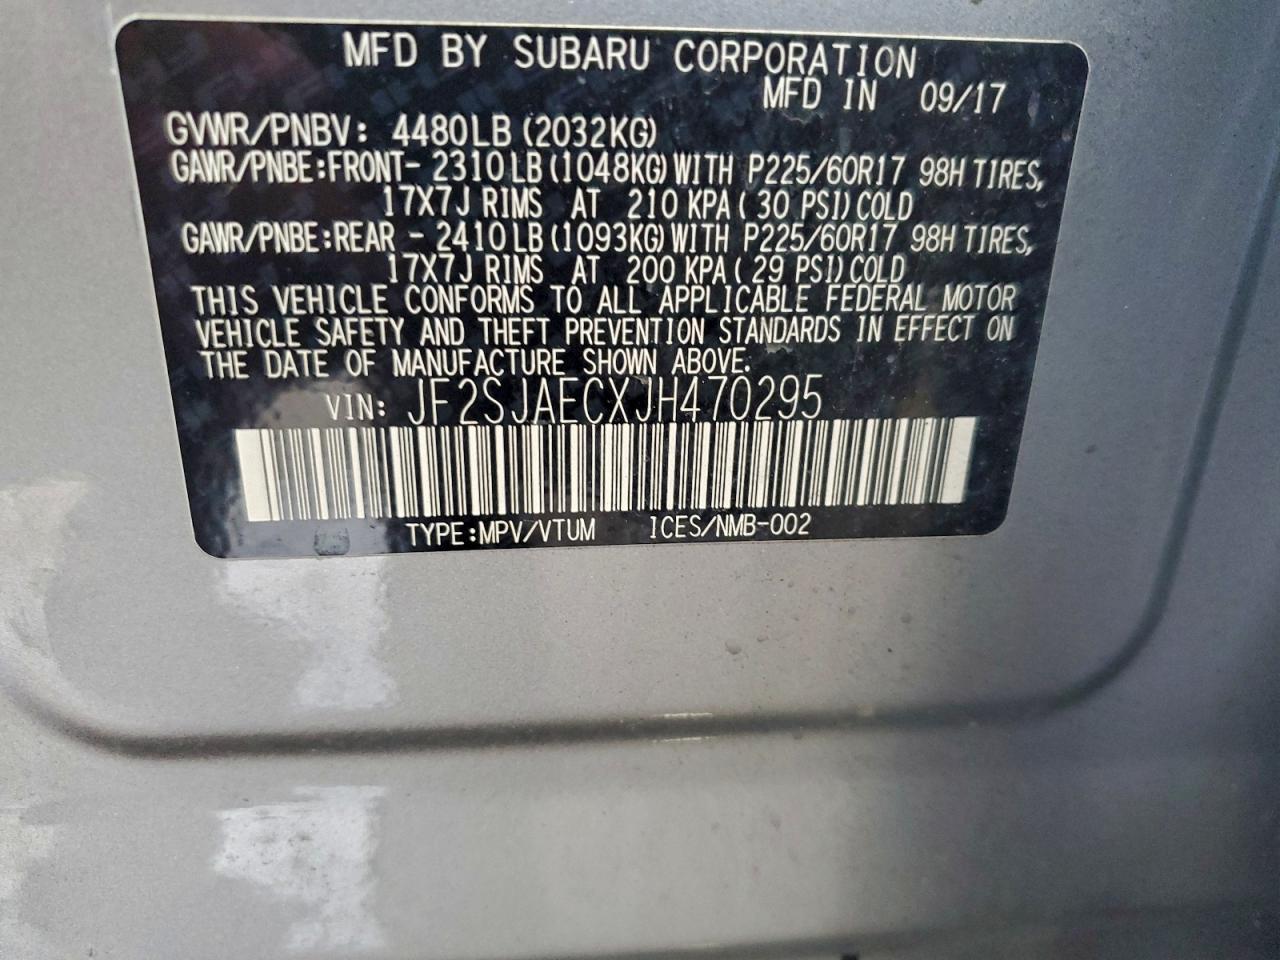 MFD BY SUBARU CORPORATION
MFD IN 09/17
GVWR/PNBV: 4480LB (2032KG)
GAWR/PNBE:FRONT- 2310LB (1048KG) WITH P225/60R17 98H TIRES,
17X7J RIMS AT 210 KPA ( 30 PSI) COLD
GAWR/PNBE:REAR - 2410LB (1093KG) WITH P225/60R17 98H TIRES,
17X7J RIMS AT 200 KPA ( 29 PSI) COLD
THIS VEHICLE CONFORMS TO ALL APPLICABLE FEDERAL MOTOR
VEHICLE SAFETY AND THEFT PREVENTION STANDARDS IN EFFECT ON
THE DATE OF MANUFACTURE SHOWN ABOVE.
VIN: JF2SJAECXJH470295
TYPE:MPV/VTUM ICES/NMB-002